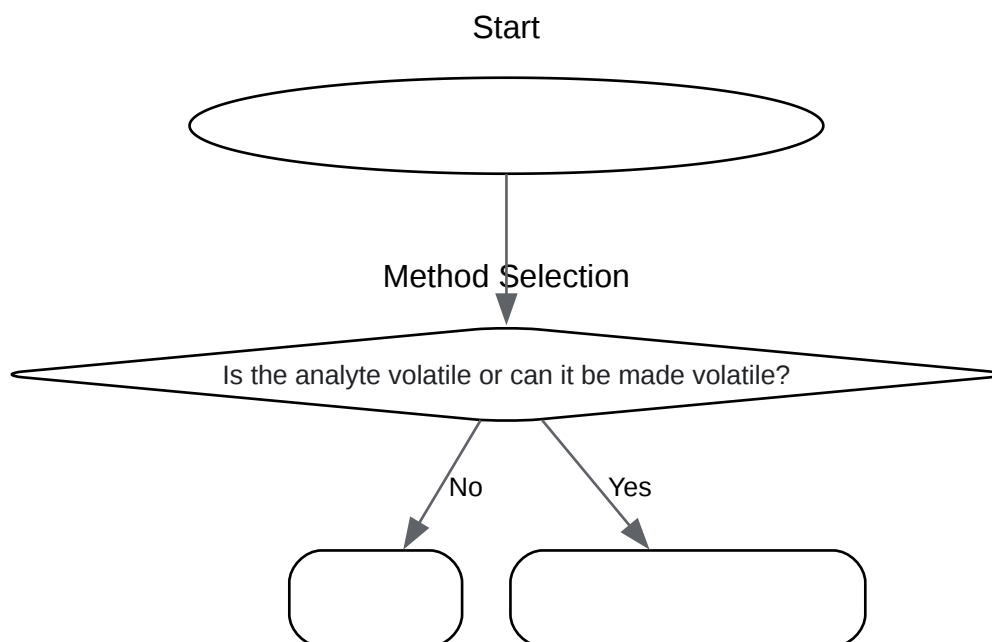 Start
Method Selection
Is the analyte volatile or can it be made volatile?
No
Yes